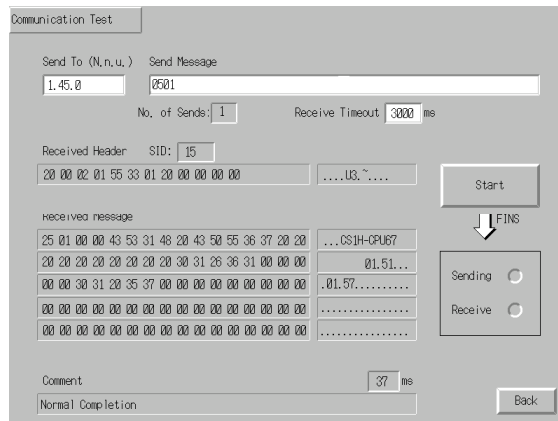 Communication Test
Send To (N.n.u.) Send Message
1.45.0 0501
No. of Sends: 1 Receive Timeout 3000 ms
Received Header SID: 15
20 00 02 01 55 33 01 20 00 00 00 00 ....U3.~....
Start
FINS
Received Message
25 01 00 00 43 53 31 48 20 43 50 55 36 37 20 20 ...CS1H-CPU67
20 20 20 20 20 20 20 20 30 31 26 36 31 00 00 00 01.51...
00 00 30 31 20 35 37 00 00 00 00 00 00 00 00 00 .01.57..........
00 00 00 00 00 00 00 00 00 00 00 00 00 00 00 00 ................
00 00 00 00 00 00 00 00 00 00 00 00 00 00 00 00 ................
Sending
Receive
Comment 37 ms
Normal Completion
Back